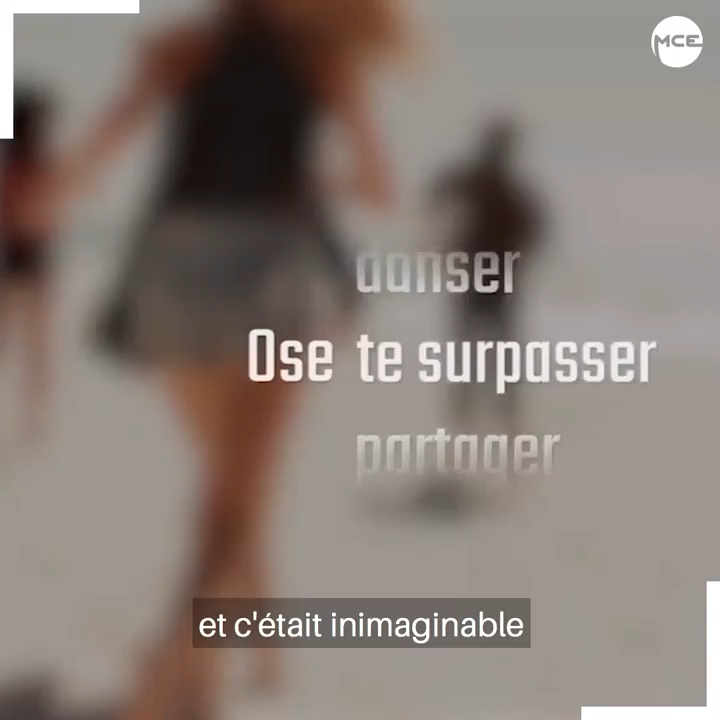 MCE
danser
Ose te surpasser
partager
et c'était inimaginable